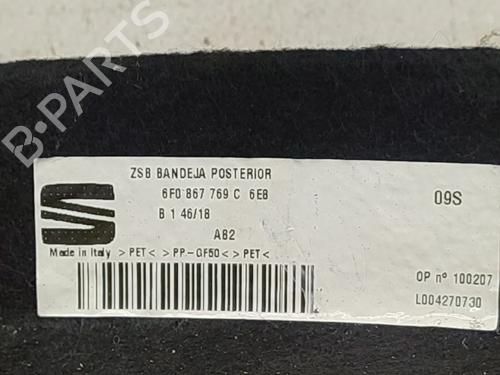 ZSB BANDEJA POSTERIOR
6F0 867 769 C 6E8
B 1 46/18
09S
A82
Made in Italy >PET< >PP-GF50<>PET<
OP nº 100207
L004270730
B-PARTS